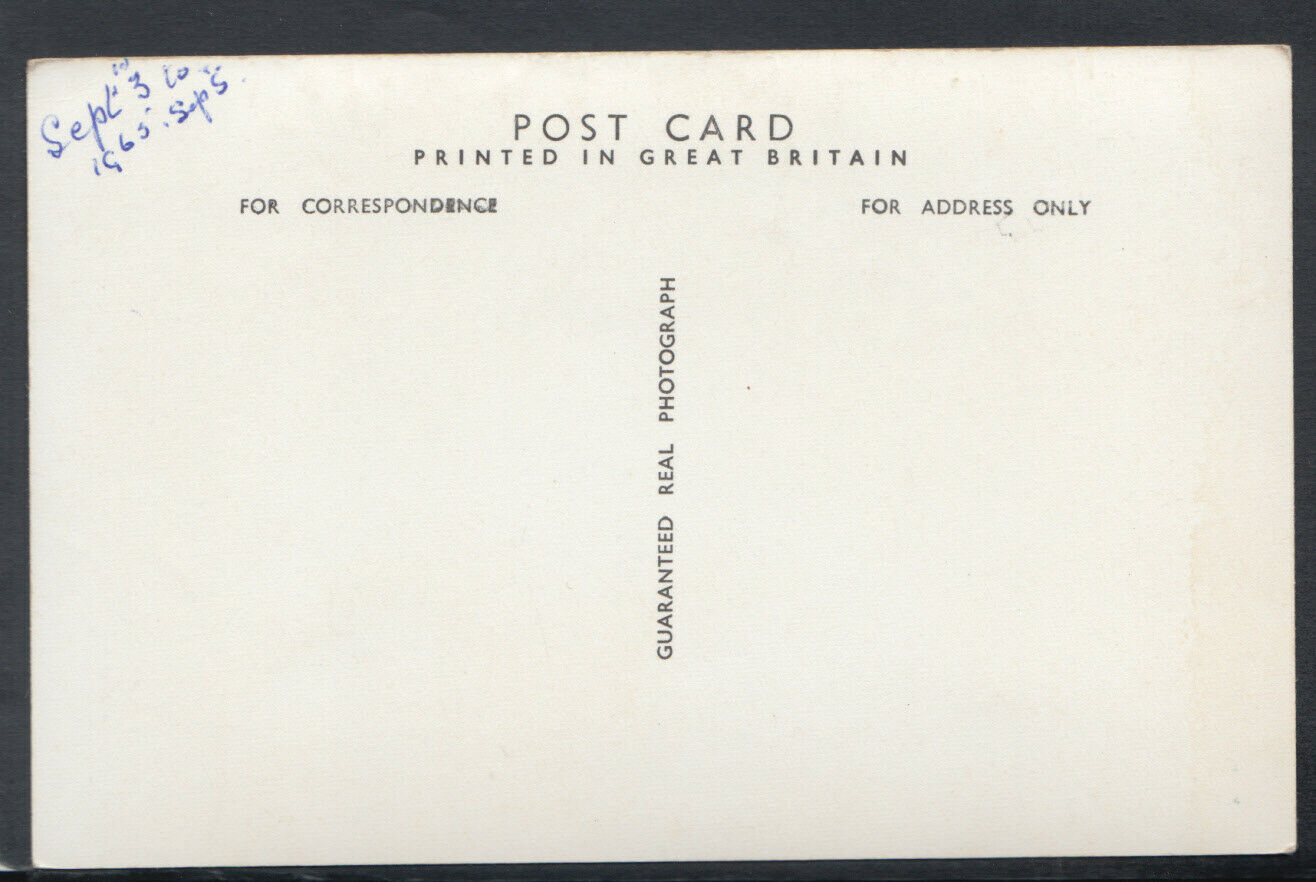 Sept 3 to
1965. Sep 5.
POST CARD
PRINTED IN GREAT BRITAIN
FOR CORRESPONDENCE
FOR ADDRESS ONLY
GUARANTEED REAL PHOTOGRAPH